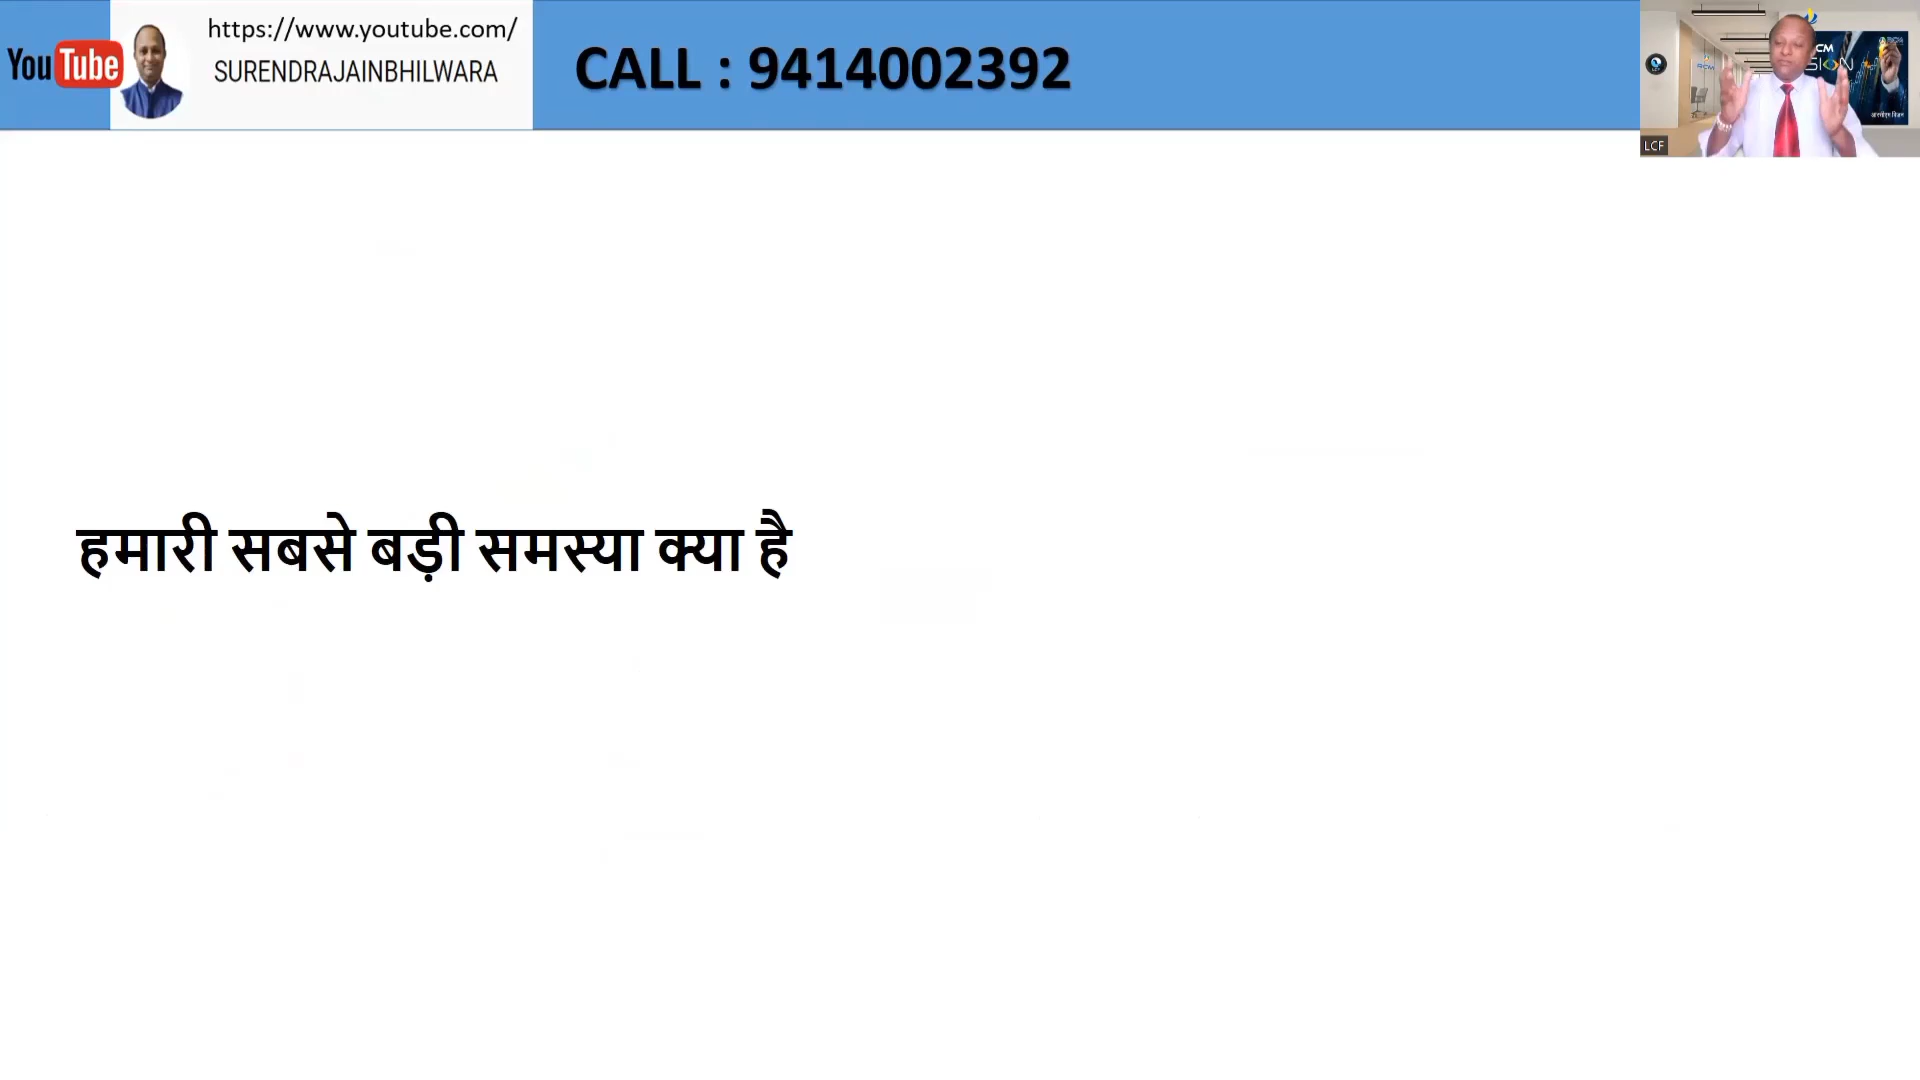 You Tube
https://www.youtube.com/
SURENDRAJAINBHILWARA
CALL : 9414002392
LCF
हमारी सबसे बड़ी समस्या क्या है